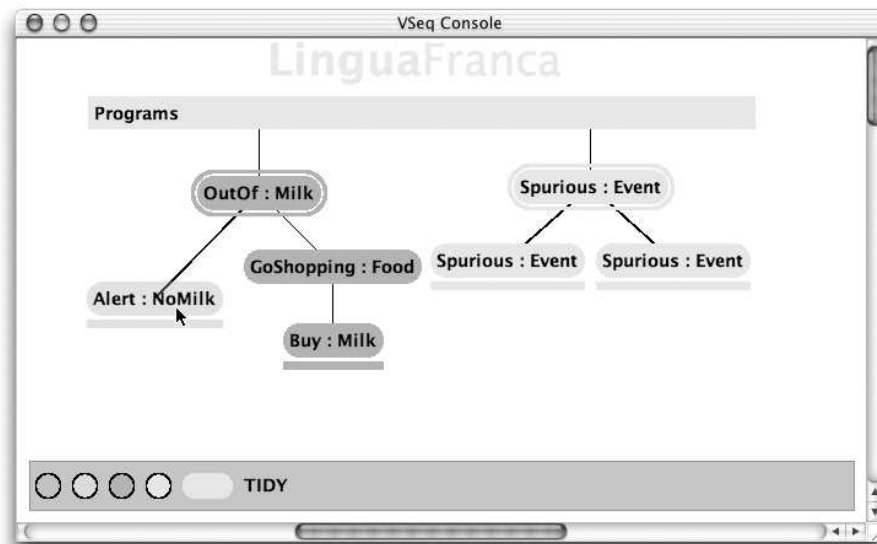 VSeq Console
LinguaFranca
Programs
OutOf : Milk
Spurious : Event
GoShopping : Food
Spurious : Event
Spurious : Event
Alert : NoMilk
Buy : Milk
TIDY